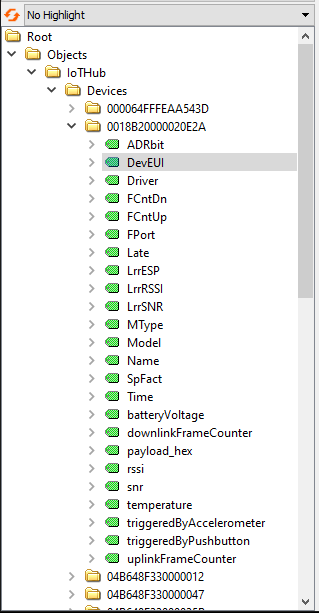 No Highlight
Root
Objects
IoTHub
Devices
000064FFFEAA543D
0018B20000020E2A
ADRbit
DevEUI
Driver
FCntDn
FCntUp
FPort
Late
LrrESP
LrrRSSI
LrrSNR
MType
Model
Name
SpFact
Time
batteryVoltage
downlinkFrameCounter
payload_hex
rssi
snr
temperature
triggeredByAccelerometer
triggeredByPushbutton
uplinkFrameCounter
04B648F330000012
04B648F330000047